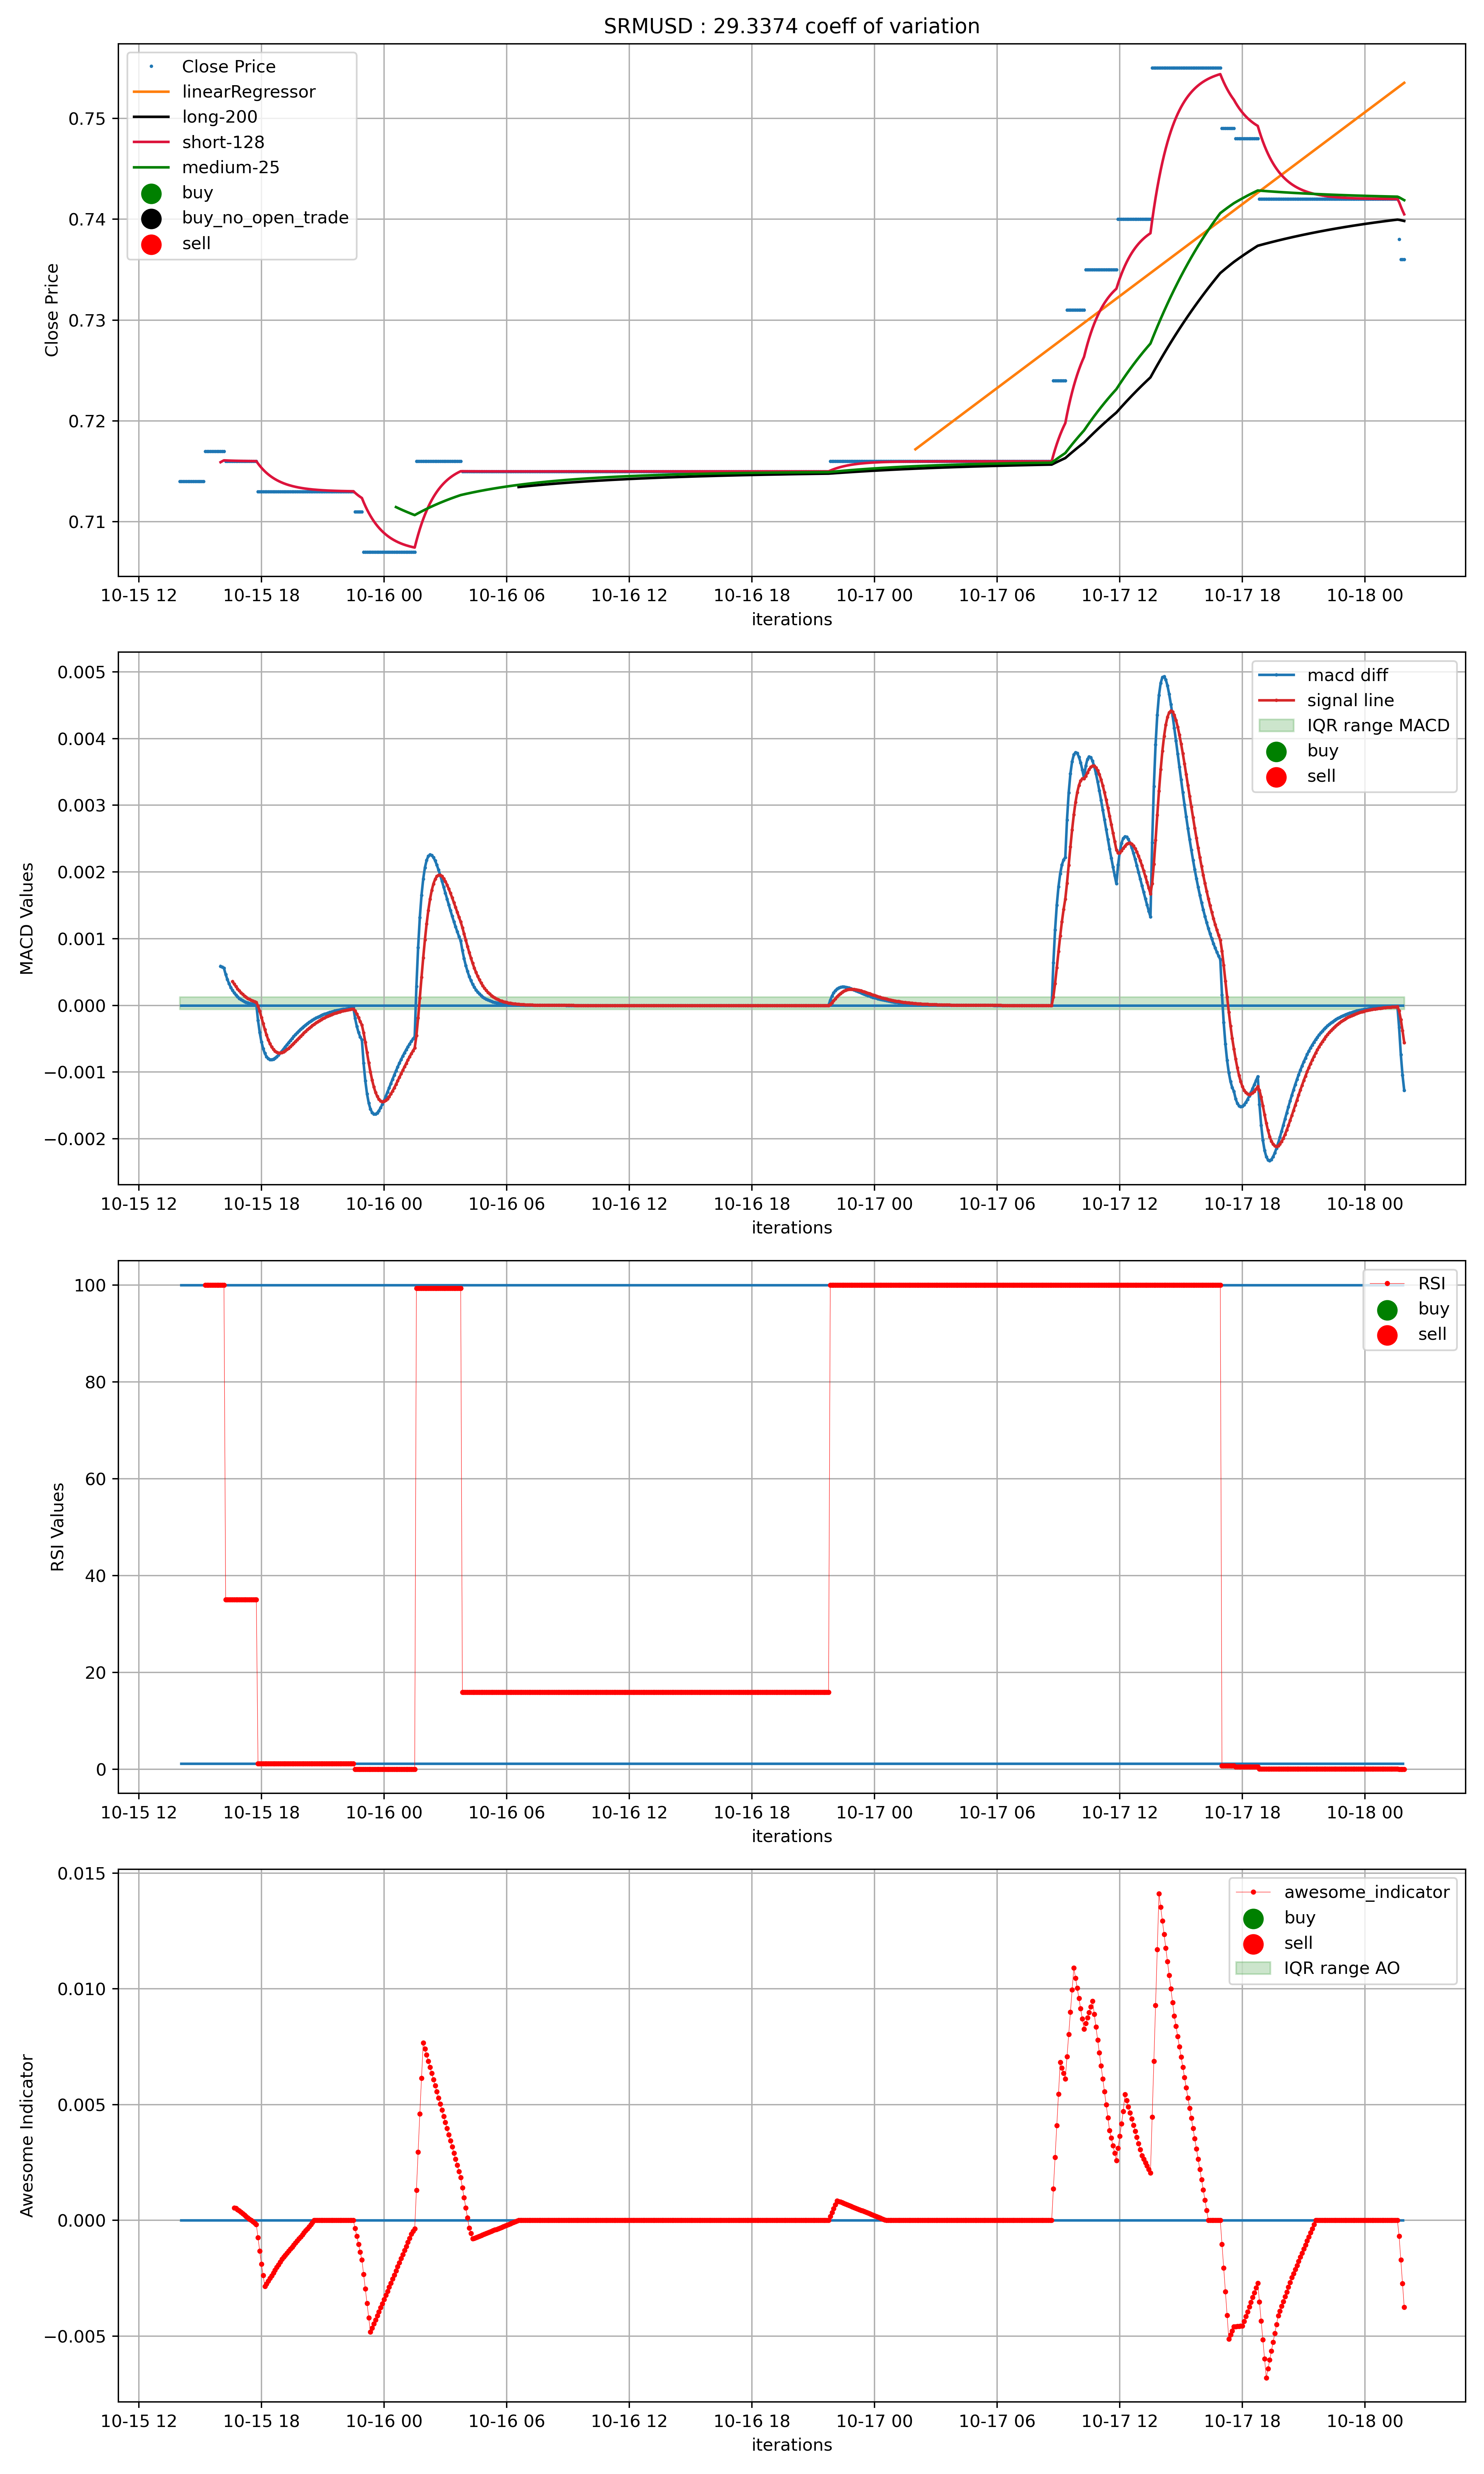 SRMUSD : 29.3374 coeff of variation
Close Price
linearRegressor
long-200
short-128
medium-25
buy
buy_no_open_trade
sell
0.75
0.74
0.73
0.72
0.71
Close Price
10-15 12 10-15 18 10-16 00 10-16 06 10-16 12 10-16 18 10-17 00 10-17 06 10-17 12 10-17 18 10-18 00
iterations
macd diff
signal line
IQR range MACD
buy
sell
0.005
0.004
0.003
0.002
0.001
0.000
−0.001
−0.002
MACD Values
10-15 12 10-15 18 10-16 00 10-16 06 10-16 12 10-16 18 10-17 00 10-17 06 10-17 12 10-17 18 10-18 00
iterations
RSI
buy
sell
100
80
60
40
20
0
RSI Values
10-15 12 10-15 18 10-16 00 10-16 06 10-16 12 10-16 18 10-17 00 10-17 06 10-17 12 10-17 18 10-18 00
iterations
awesome_indicator
buy
sell
IQR range AO
0.015
0.010
0.005
0.000
−0.005
Awesome Indicator
10-15 12 10-15 18 10-16 00 10-16 06 10-16 12 10-16 18 10-17 00 10-17 06 10-17 12 10-17 18 10-18 00
iterations